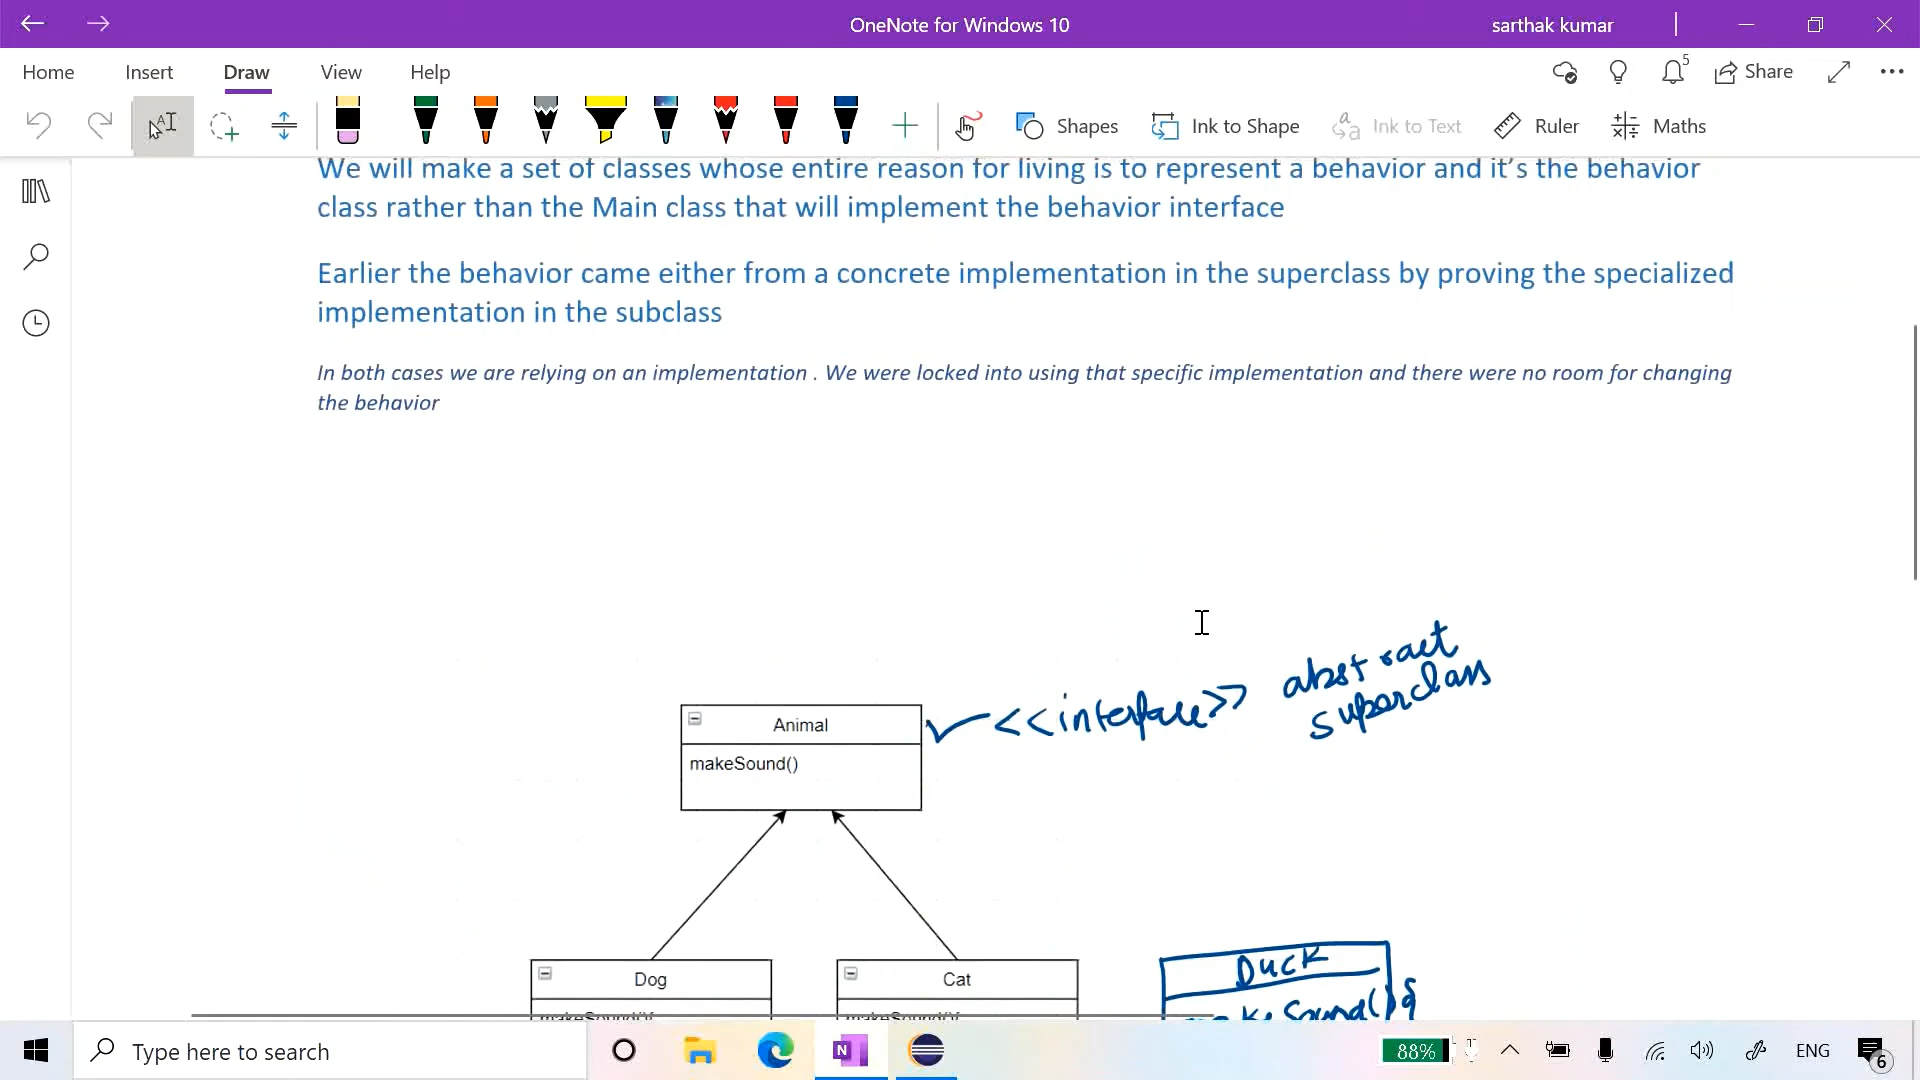 OneNote for Windows 10
sarthak kumar
Home Insert Draw View Help
5
Share
Shapes Ink to Shape Ink to Text Ruler Maths
We will make a set of classes whose entire reason for living is to represent a behavior and it's the behavior
class rather than the Main class that will implement the behavior interface
Earlier the behavior came either from a concrete implementation in the superclass by proving the specialized
implementation in the subclass
In both cases we are relying on an implementation . We were locked into using that specific implementation and there were no room for changing
the behavior
abstract
superclass
<<interface>>
Animal
makeSound()
Dog
Cat
Duck
makeSound(){
makeSound(){
makeSound(){
Type here to search
88%
ENG
6